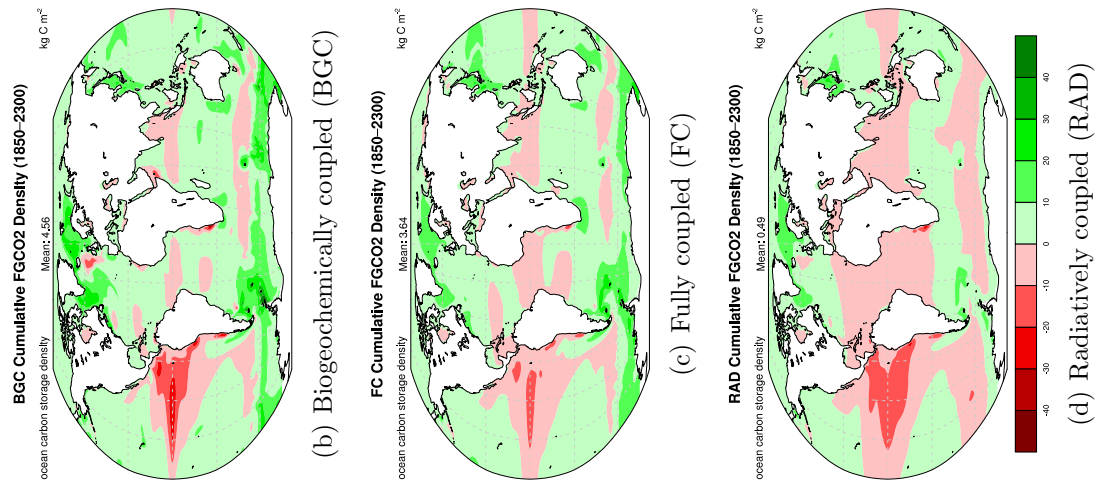 BGC Cumulative FGCO2 Density (1850–2300)
ocean carbon storage density
Mean: 4.56
kg C m⁻²
(b) Biogeochemically coupled (BGC)
FC Cumulative FGCO2 Density (1850–2300)
ocean carbon storage density
Mean: 3.64
kg C m⁻²
(c) Fully coupled (FC)
RAD Cumulative FGCO2 Density (1850–2300)
ocean carbon storage density
Mean: 0.49
kg C m⁻²
-40 -30 -20 -10 0 10 20 30 40
(d) Radiatively coupled (RAD)